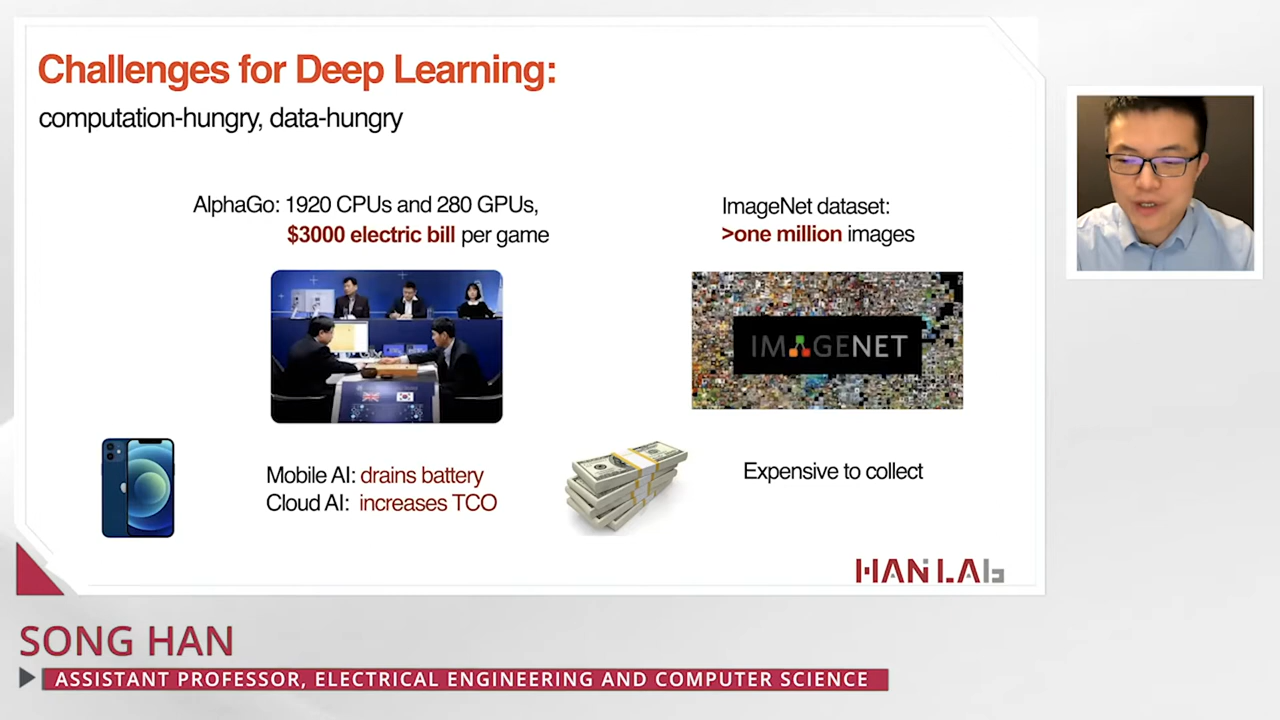 Challenges for Deep Learning:
computation-hungry, data-hungry
AlphaGo: 1920 CPUs and 280 GPUs,
$3000 electric bill per game
ImageNet dataset:
>one million images
IMAGENET
Mobile AI: drains battery
Cloud AI: increases TCO
Expensive to collect
HAN LAb
SONG HAN
ASSISTANT PROFESSOR, ELECTRICAL ENGINEERING AND COMPUTER SCIENCE